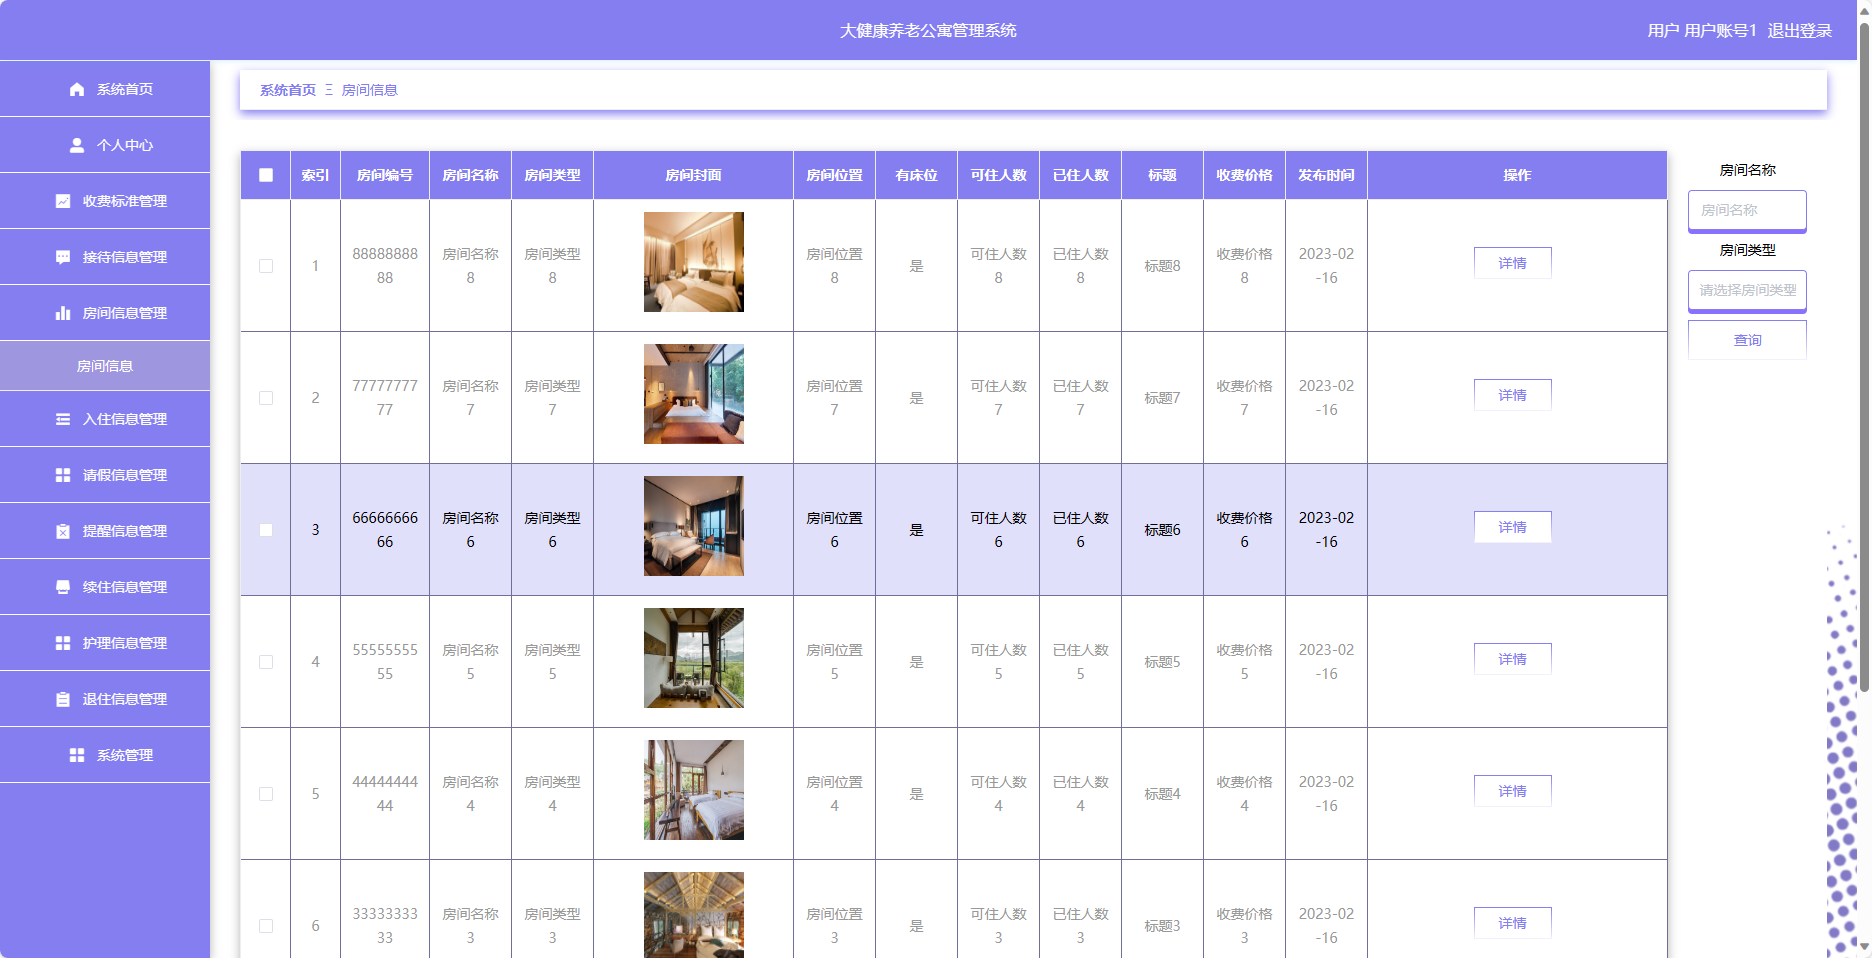 大健康养老公寓管理系统
用户 用户账号1 退出登录
系统首页
个人中心
收费标准管理
接待信息管理
房间信息管理
房间信息
入住信息管理
请假信息管理
提醒信息管理
续住信息管理
护理信息管理
退住信息管理
系统管理
系统首页 Ξ 房间信息
索引 房间编号 房间名称 房间类型 房间封面 房间位置 有床位 可住人数 已住人数 标题 收费价格 发布时间 操作
1 88888888 房间名称 房间类型 房间位置 是 可住人数 已住人数 标题8 收费价格 2023-02 详情
88 8 8 8 8 8 8 -16
2 77777777 房间名称 房间类型 房间位置 是 可住人数 已住人数 标题7 收费价格 2023-02 详情
77 7 7 7 7 7 7 -16
3 66666666 房间名称 房间类型 房间位置 是 可住人数 已住人数 标题6 收费价格 2023-02 详情
66 6 6 6 6 6 6 -16
4 55555555 房间名称 房间类型 房间位置 是 可住人数 已住人数 标题5 收费价格 2023-02 详情
55 5 5 5 5 5 5 -16
5 44444444 房间名称 房间类型 房间位置 是 可住人数 已住人数 标题4 收费价格 2023-02 详情
44 4 4 4 4 4 4 -16
6 33333333 房间名称 房间类型 房间位置 是 可住人数 已住人数 标题3 收费价格 2023-02 详情
33 3 3 3 3 3 3 -16
房间名称
房间名称
房间类型
请选择房间类型
查询